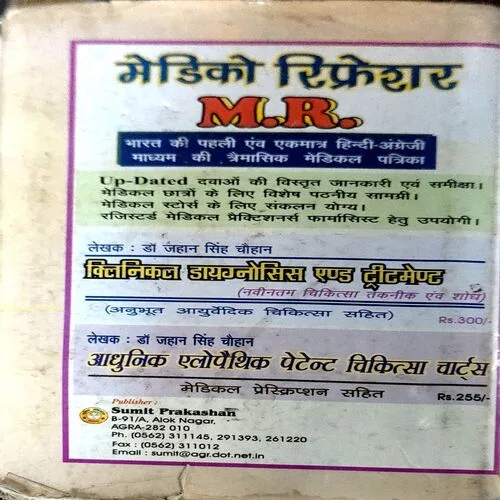 मेडिको रिफ्रेशर
M.R.
भारत की पहली एंव एकमात्र हिन्दी-अंग्रेजी
माध्यम की त्रैमासिक मेडिकल पत्रिका
Up-Dated दवाओं की विस्तृत जानकारी एवं समीक्षा।
मेडिकल छात्रों के लिए विशेष पठनीय सामग्री।
मेडिकल स्टोर्स के लिए संकलन योग्य।
रजिस्टर्ड मेडिकल प्रैक्टिशनर्स फार्मासिस्ट हेतु उपयोगी।
लेखक : डॉ जहान सिंह चौहान
क्लिनिकल डायग्नोसिस एण्ड ट्रीटमेण्ट
(नवीनतम चिकित्सा तकनीक एंव शोध)
(अनुभूत आयुर्वेदिक चिकित्सा सहित) Rs.300/-
लेखक : डॉ जहान सिंह चौहान
आधुनिक एलोपैथिक पेटेन्ट चिकित्सा चार्ट्स
मेडिकल प्रेस्क्रिप्शन सहित Rs.255/-
Publisher :
Sumit Prakashan
B-91/A, Alok Nagar,
AGRA-282 010
Ph. (0562) 311145, 291393, 261220
Fax : (0562) 311012
Email : sumit@agr.dot.net.in